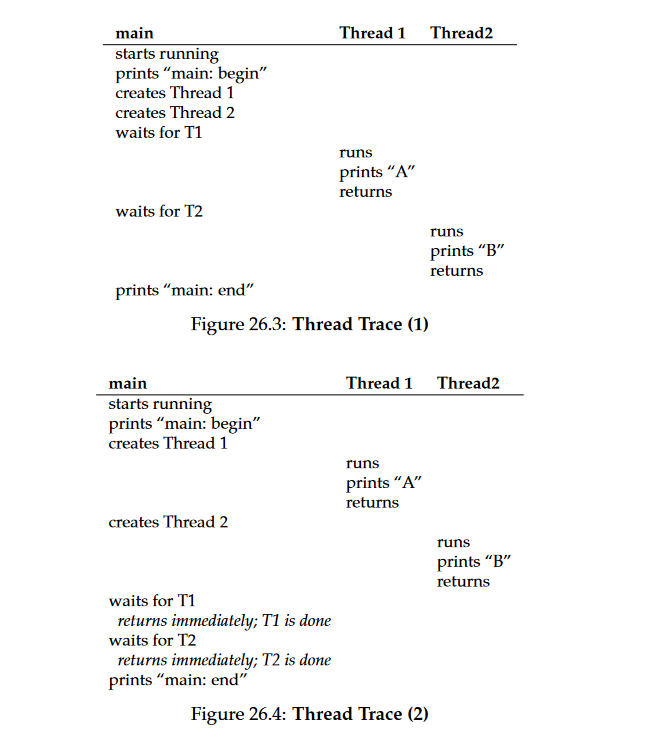 main Thread 1 Thread2
starts running
prints “main: begin”
creates Thread 1
creates Thread 2
waits for T1
runs
prints “A”
returns
waits for T2
runs
prints “B”
returns
prints “main: end”
Figure 26.3: Thread Trace (1)
main Thread 1 Thread2
starts running
prints “main: begin”
creates Thread 1
runs
prints “A”
returns
creates Thread 2
runs
prints “B”
returns
waits for T1
returns immediately; T1 is done
waits for T2
returns immediately; T2 is done
prints “main: end”
Figure 26.4: Thread Trace (2)